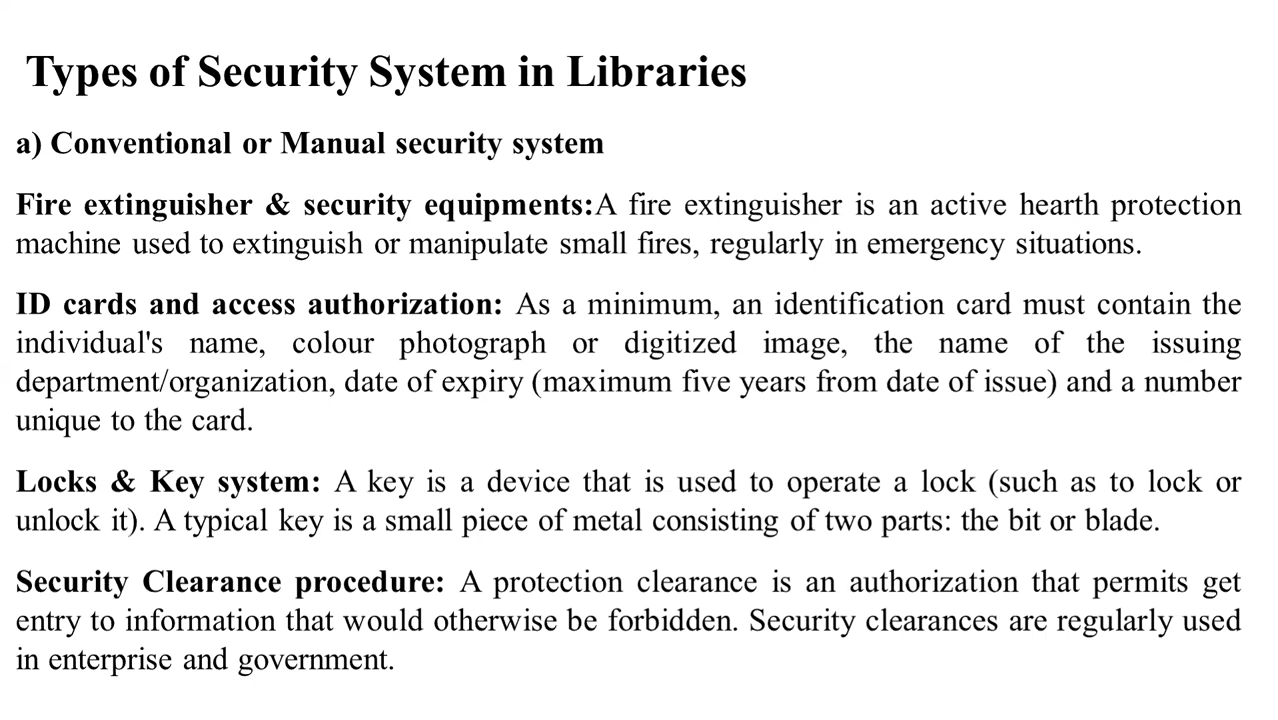 Types of Security System in Libraries
a) Conventional or Manual security system
Fire extinguisher & security equipments:A fire extinguisher is an active hearth protection
machine used to extinguish or manipulate small fires, regularly in emergency situations.
ID cards and access authorization: As a minimum, an identification card must contain the
individual's name, colour photograph or digitized image, the name of the issuing
department/organization, date of expiry (maximum five years from date of issue) and a number
unique to the card.
Locks & Key system: A key is a device that is used to operate a lock (such as to lock or
unlock it). A typical key is a small piece of metal consisting of two parts: the bit or blade.
Security Clearance procedure: A protection clearance is an authorization that permits get
entry to information that would otherwise be forbidden. Security clearances are regularly used
in enterprise and government.